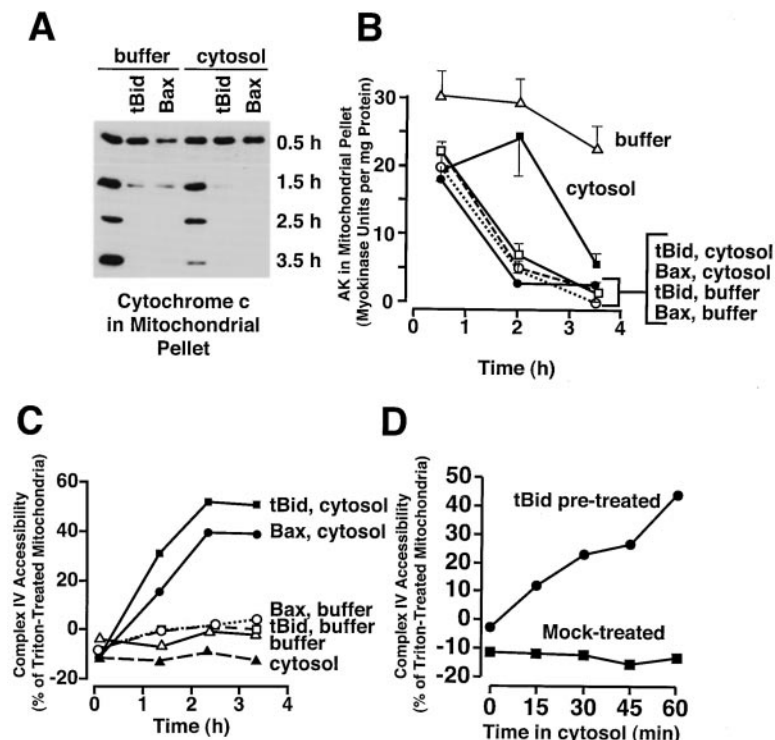 A
buffer cytosol
tBid Bax tBid Bax
0.5 h
1.5 h
2.5 h
3.5 h
Cytochrome c
in Mitochondrial
Pellet
B
AK in Mitochondrial Pellet
(Myokinase Units per mg Protein)
30
20
10
0
buffer
cytosol
tBid, cytosol
Bax, cytosol
tBid, buffer
Bax, buffer
0 1 2 3 4
Time (h)
C
Complex IV Accessibility
(% of Triton-Treated Mitochondria)
60
40
20
0
-20
tBid, cytosol
Bax, cytosol
Bax, buffer
tBid, buffer
buffer
cytosol
0 1 2 3 4
Time (h)
D
Complex IV Accessibility
(% of Triton-Treated Mitochondria)
50
40
30
20
10
0
-10
-20
tBid pre-treated
Mock-treated
0 15 30 45 60
Time in cytosol (min)